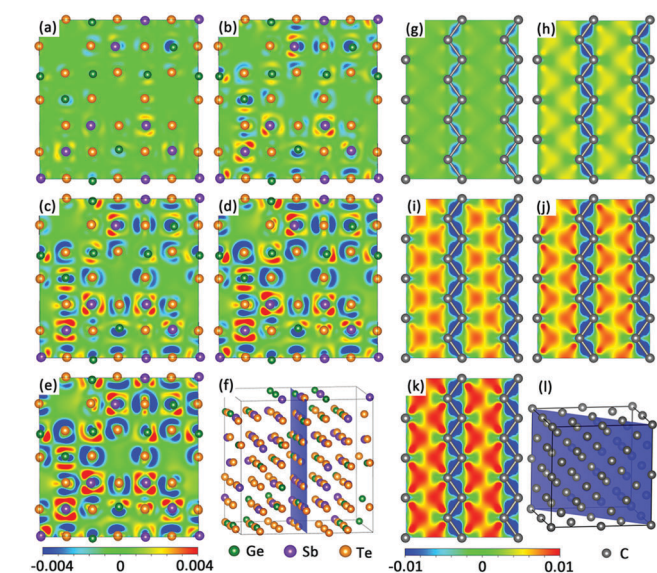 (a) (b) (g) (h)
(c) (d) (i) (j)
(e) (f) (k) (l)
-0.004 0 0.004 Ge Sb Te -0.01 0 0.01 C